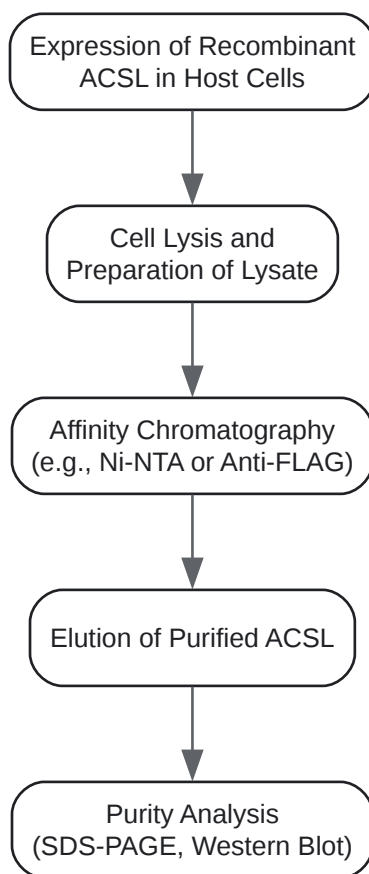 Expression of Recombinant
ACSL in Host Cells
Cell Lysis and
Preparation of Lysate
Affinity Chromatography
(e.g., Ni-NTA or Anti-FLAG)
Elution of Purified ACSL
Purity Analysis
(SDS-PAGE, Western Blot)